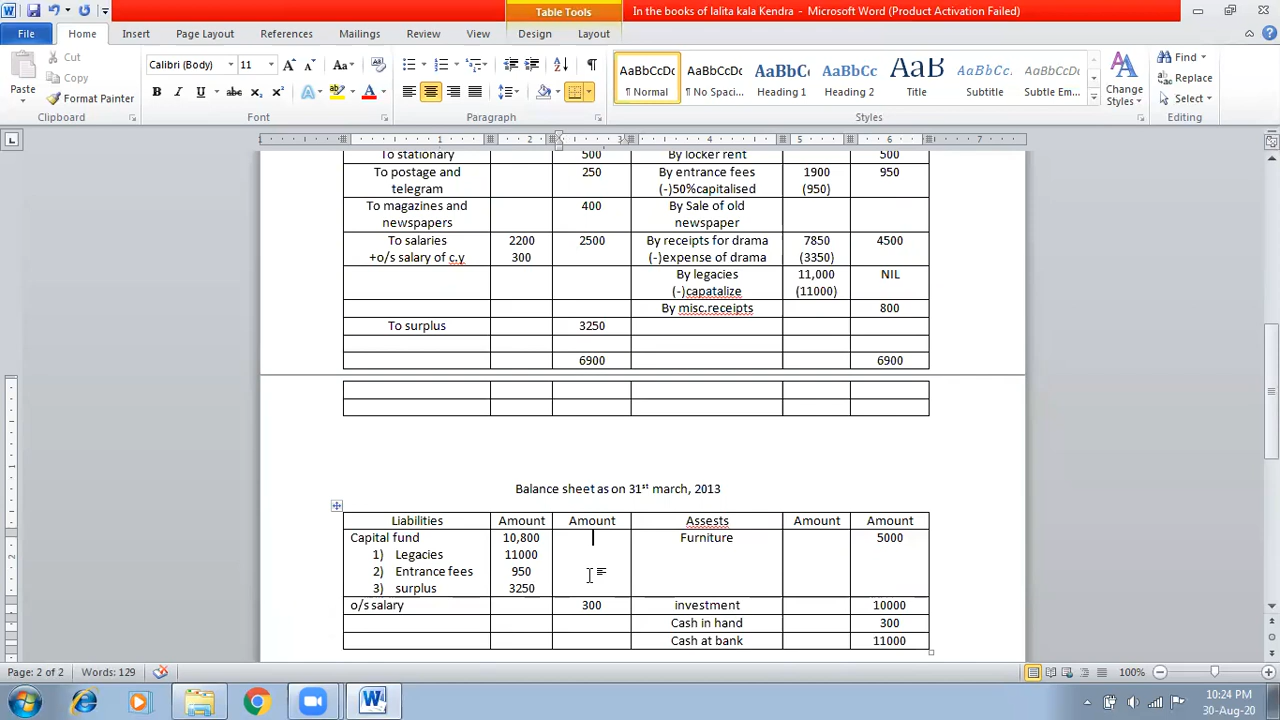 Table Tools
In the books of lalita kala Kendra - Microsoft Word (Product Activation Failed)
File Home Insert Page Layout References Mailings Review View Design Layout
Cut
Copy
Format Painter
Paste
Clipboard
Calibri (Body) 11
Font
Paragraph
AaBbCcDc AaBbCcDc AaBbCc AaBbCc AaB AaBbCc. AaBbCcDc
¶ Normal ¶ No Spaci... Heading 1 Heading 2 Title Subtitle Subtle Em...
Styles
Change
Styles
Find
Replace
Select
Editing
To stationary 500 By locker rent 500
To postage and telegram 250 By entrance fees 1900 950
(-)50%capitalised (950)
To magazines and newspapers 400 By Sale of old newspaper
To salaries 2200 2500 By receipts for drama 7850 4500
+o/s salary of c.y 300 (-)expense of drama (3350)
By legacies 11,000 NIL
(-)capatalize (11000)
By misc.receipts 800
To surplus 3250
6900 6900
Balance sheet as on 31st march, 2013
Liabilities Amount Amount Assests Amount Amount
Capital fund 10,800 Furniture 5000
1) Legacies 11000
2) Entrance fees 950
3) surplus 3250
o/s salary 300 investment 10000
Cash in hand 300
Cash at bank 11000
Page: 2 of 2 Words: 129 100%
10:24 PM
30-Aug-20